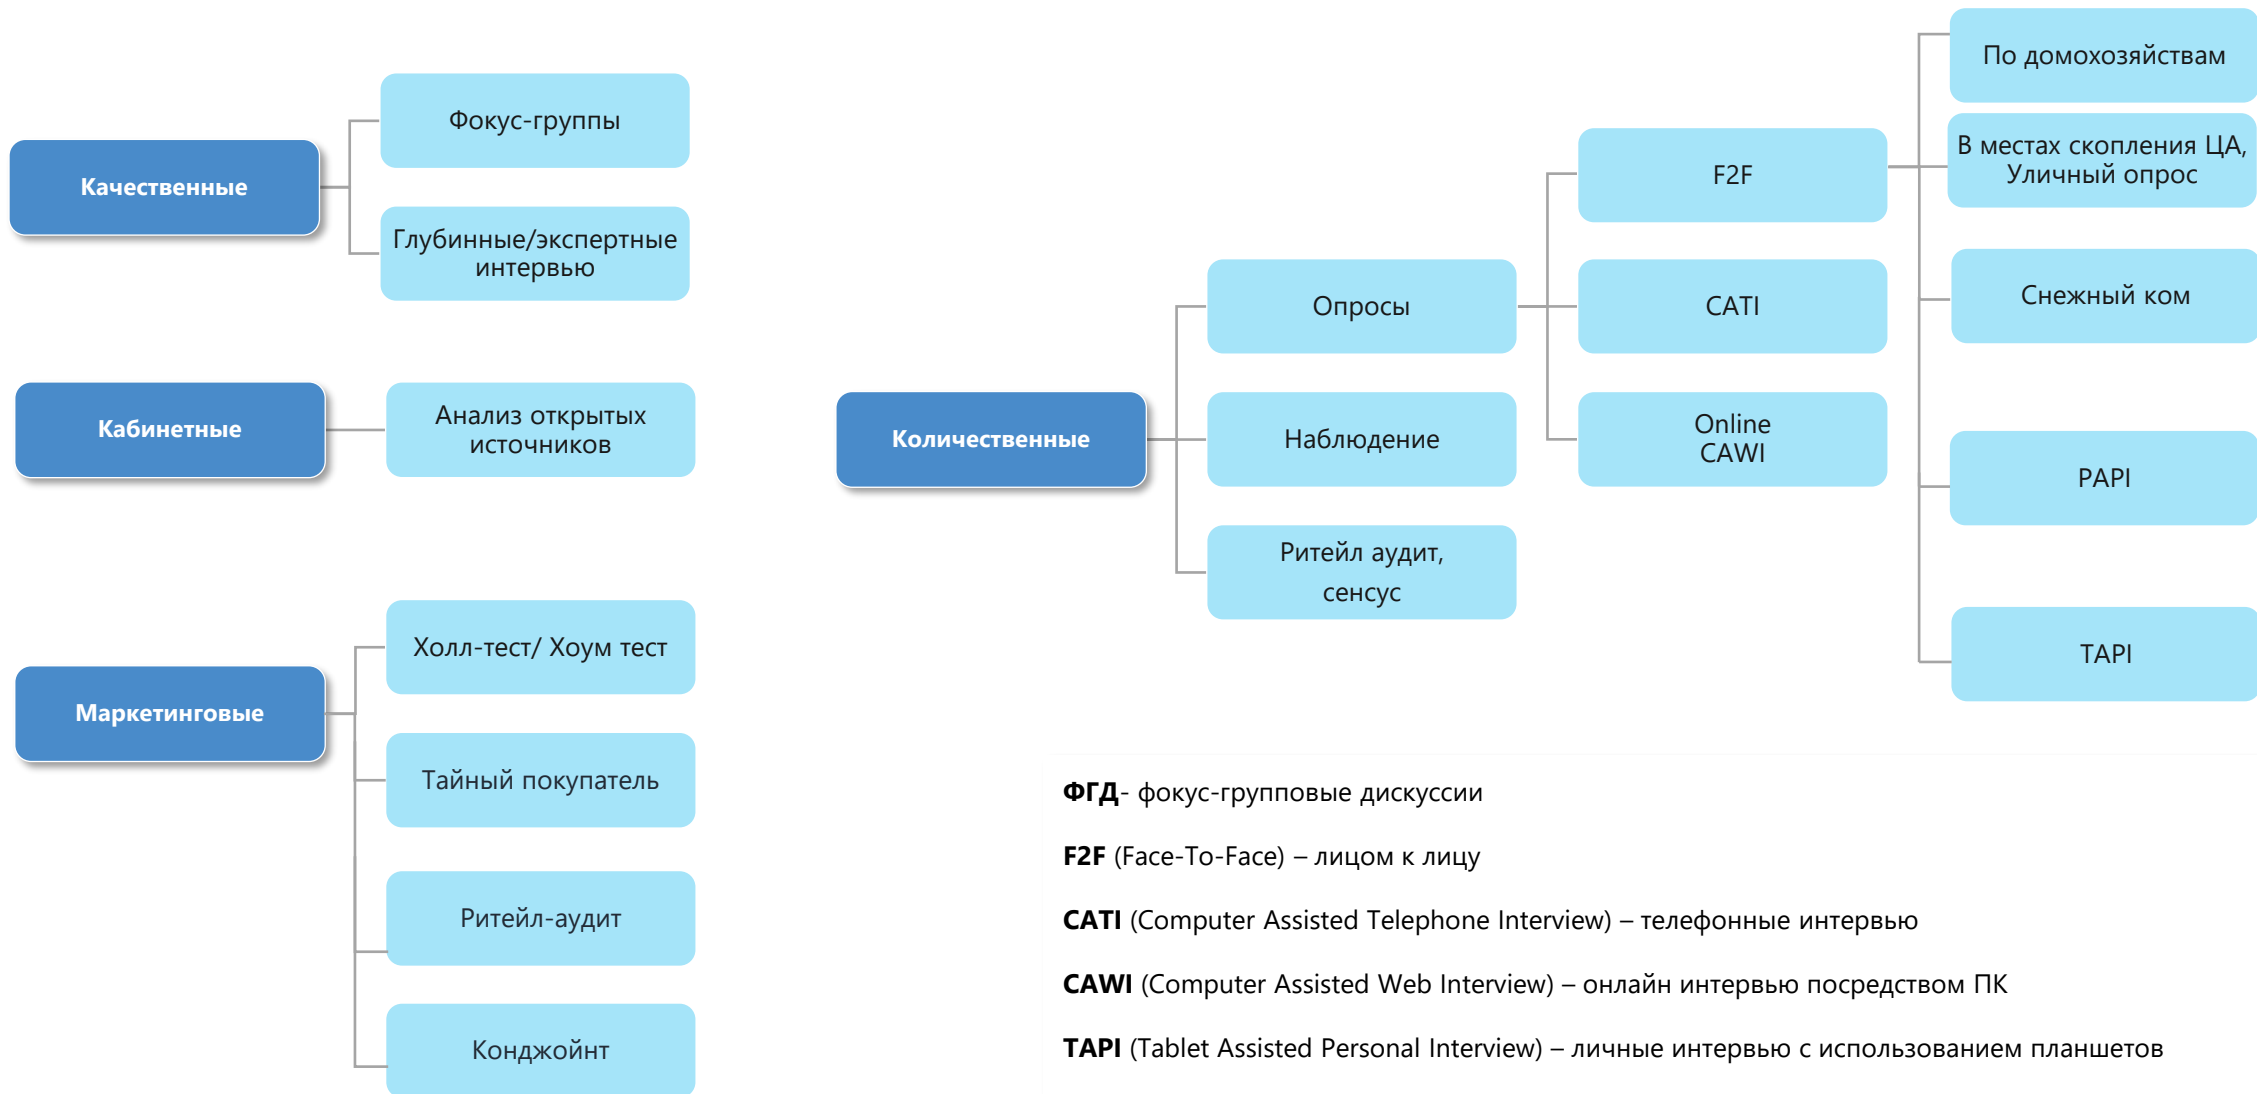 Качественные
Фокус-группы
Глубинные/экспертные
интервью
Кабинетные
Анализ открытых
источников
Маркетинговые
Холл-тест/ Хоум тест
Тайный покупатель
Ритейл-аудит
Конджойнт
Количественные
Опросы
Наблюдение
Ритейл аудит,
сенсус
F2F
CATI
Online
CAWI
По домохозяйствам
В местах скопления ЦА,
Уличный опрос
Снежный ком
PAPI
TAPI
ФГД- фокус-групповые дискуссии
F2F (Face-To-Face) – лицом к лицу
CATI (Computer Assisted Telephone Interview) – телефонные интервью
CAWI (Computer Assisted Web Interview) – онлайн интервью посредством ПК
TAPI (Tablet Assisted Personal Interview) – личные интервью с использованием планшетов